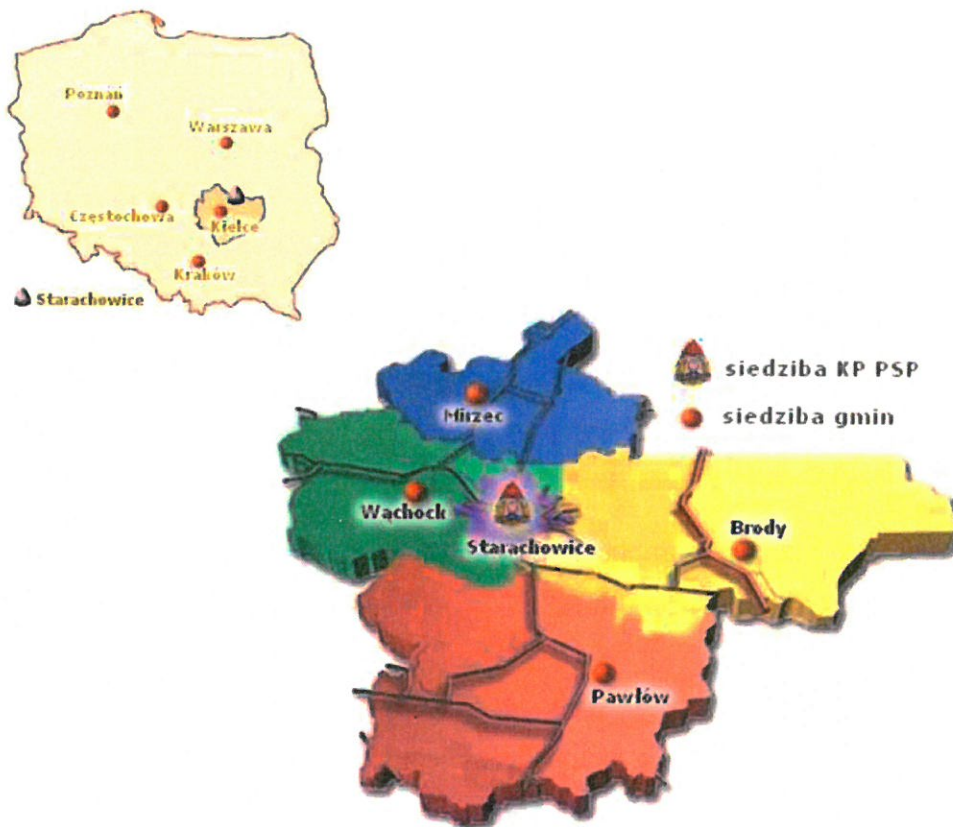 Poznań
Warszawa
Częstochowa
Kielce
Kraków
Starachowice
siedziba KP PSP
siedziba gmin
Mirzec
Wąchock
Starachowice
Brody
Pawłów